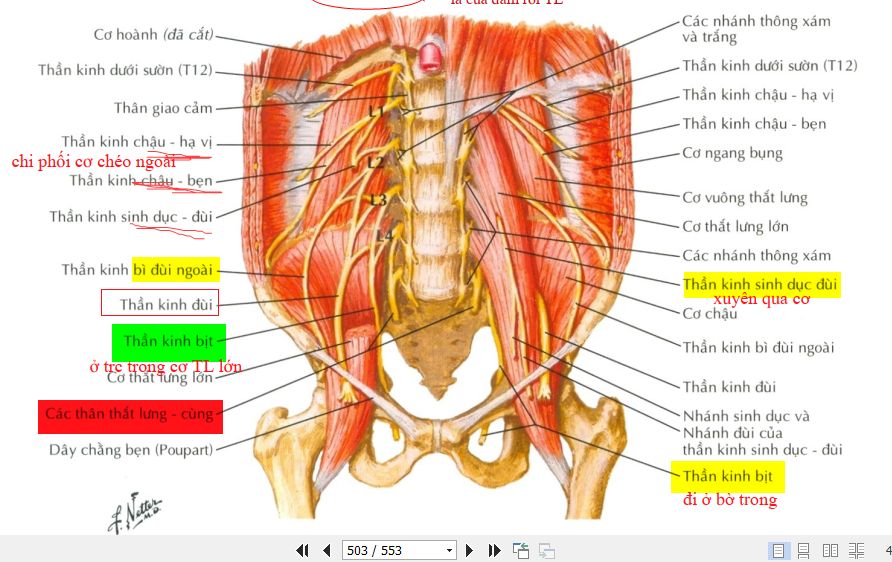 là của đám rối TL
Cơ hoành (đã cắt)
Thần kinh dưới sườn (T12)
Thân giao cảm
Thần kinh chậu - hạ vị
chi phối cơ chéo ngoài
Thần kinh chậu - bẹn
Thần kinh sinh dục - đùi
Thần kinh bì đùi ngoài
Thần kinh đùi
Thần kinh bịt
ở trc trong cơ TL lớn
Cơ thắt lưng lớn
Các thân thắt lưng - cùng
Dây chằng bẹn (Poupart)
L1
L2
L3
L4
Các nhánh thông xám
và trắng
Thần kinh dưới sườn (T12)
Thần kinh chậu - hạ vị
Thần kinh chậu - bẹn
Cơ ngang bụng
Cơ vuông thắt lưng
Cơ thắt lưng lớn
Các nhánh thông xám
Thần kinh sinh dục đùi
xuyên qua cơ
Cơ chậu
Thần kinh bì đùi ngoài
Thần kinh đùi
Nhánh sinh dục và
Nhánh đùi của
thần kinh sinh dục - đùi
Thần kinh bịt
đi ở bờ trong
F. Netter
M.D.
503 / 553
4